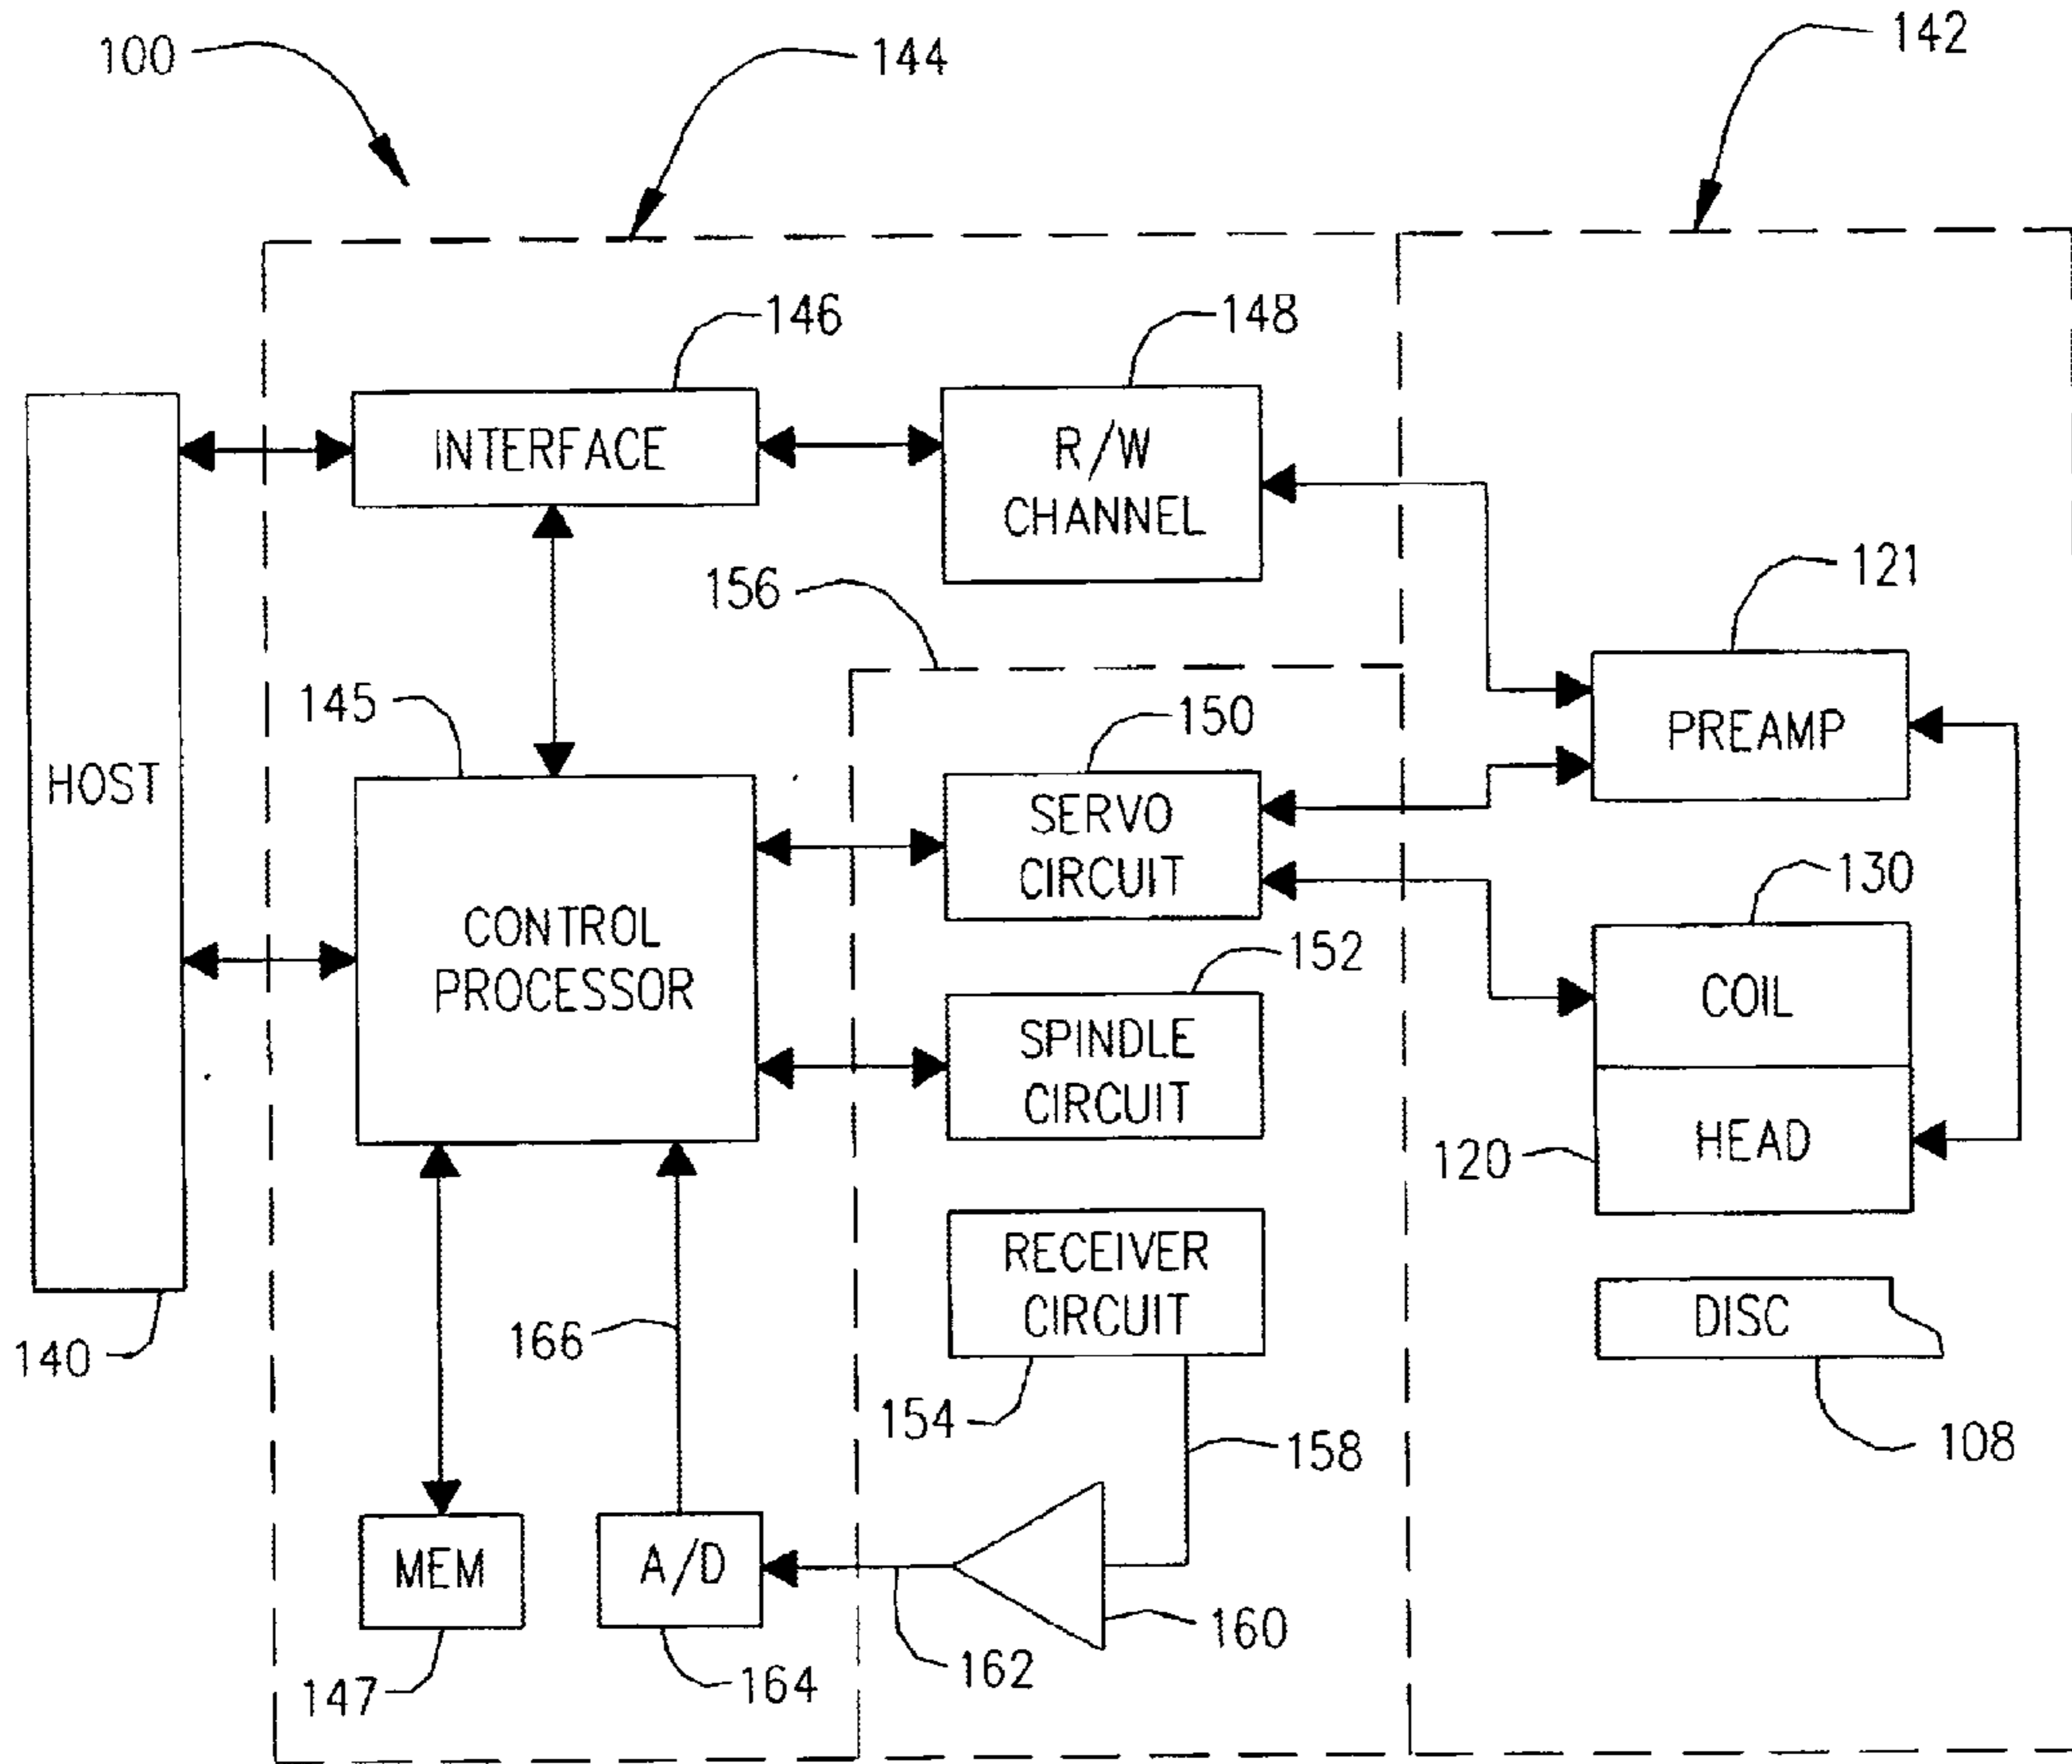 100
144
142
146
148
INTERFACE
R/W
CHANNEL
156
121
145
150
PREAMP
HOST
SERVO
CIRCUIT
130
CONTROL
PROCESSOR
152
COIL
SPINDLE
CIRCUIT
120
HEAD
RECEIVER
CIRCUIT
DISC
140
166
154
158
108
MEM
A/D
160
162
147
164